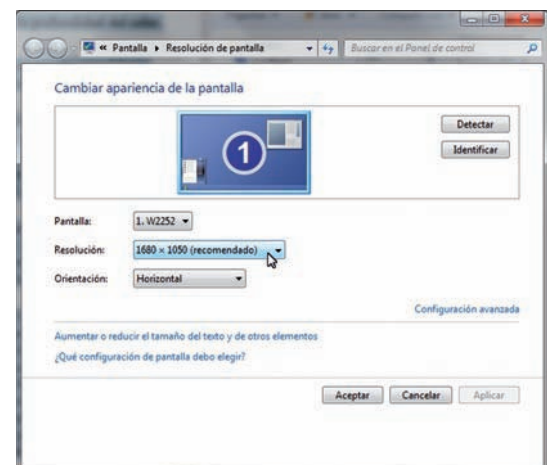 « Pantalla ▸ Resolución de pantalla
Buscar en el Panel de control
Cambiar apariencia de la pantalla
1
Detectar
Identificar
Pantalla: 1. W2252
Resolución: 1680 × 1050 (recomendado)
Orientación: Horizontal
Configuración avanzada
Aumentar o reducir el tamaño del texto y de otros elementos
¿Qué configuración de pantalla debo elegir?
Aceptar Cancelar Aplicar